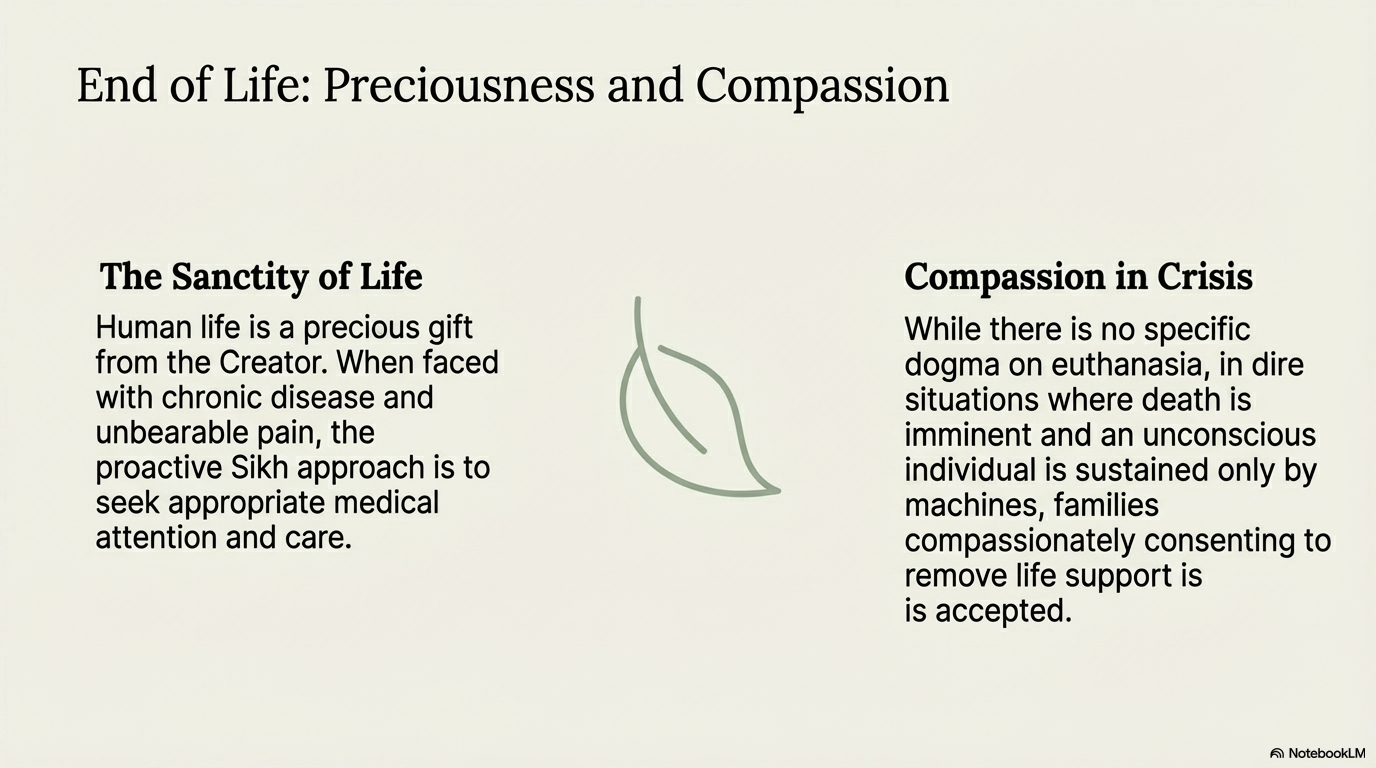 End of Life: Preciousness and Compassion
The Sanctity of Life
Human life is a precious gift
from the Creator. When faced
with chronic disease and
unbearable pain, the
proactive Sikh approach is to
seek appropriate medical
attention and care.
Compassion in Crisis
While there is no specific
dogma on euthanasia, in dire
situations where death is
imminent and an unconscious
individual is sustained only by
machines, families
compassionately consenting to
remove life support is
is accepted.
NotebookLM